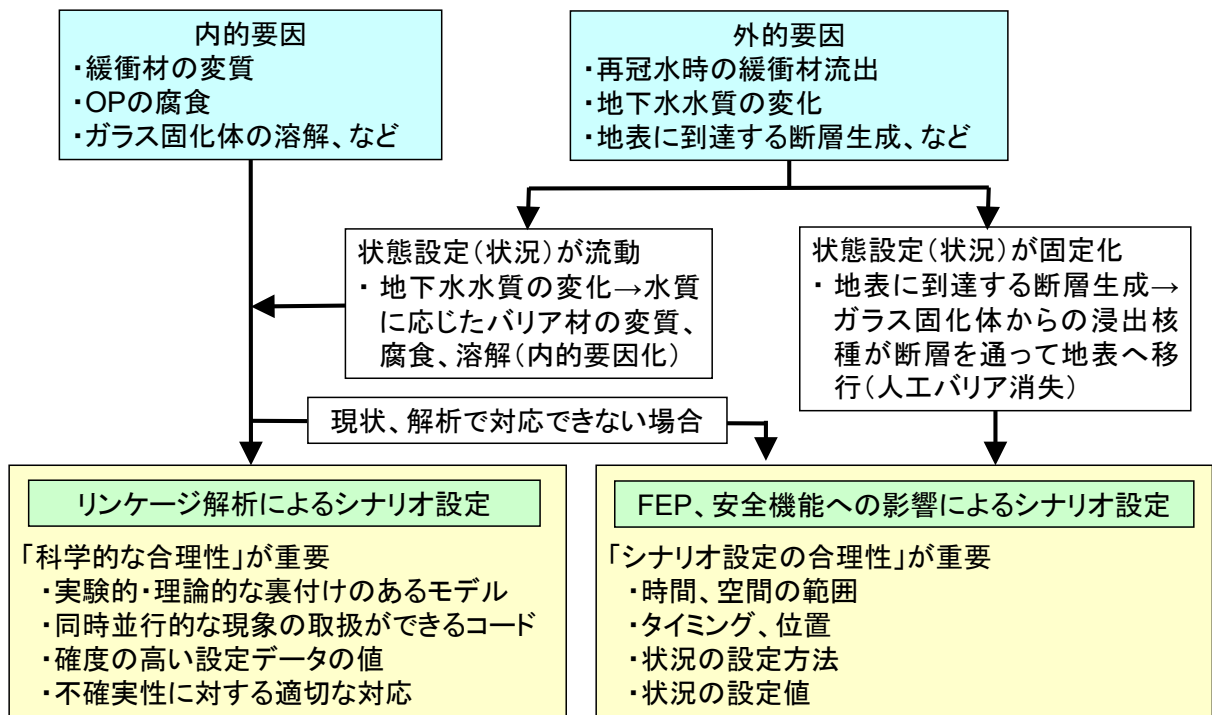 内的要因
・緩衝材の変質
・OPの腐食
・ガラス固化体の溶解、など
外的要因
・再冠水時の緩衝材流出
・地下水水質の変化
・地表に到達する断層生成、など
状態設定(状況)が流動
・ 地下水水質の変化→水質
に応じたバリア材の変質、
腐食、溶解(内的要因化)
状態設定(状況)が固定化
・ 地表に到達する断層生成→
ガラス固化体からの浸出核
種が断層を通って地表へ移
行(人工バリア消失)
現状、解析で対応できない場合
リンケージ解析によるシナリオ設定
「科学的な合理性」が重要
・実験的・理論的な裏付けのあるモデル
・同時並行的な現象の取扱ができるコード
・確度の高い設定データの値
・不確実性に対する適切な対応
FEP、安全機能への影響によるシナリオ設定
「シナリオ設定の合理性」が重要
・時間、空間の範囲
・タイミング、位置
・状況の設定方法
・状況の設定値